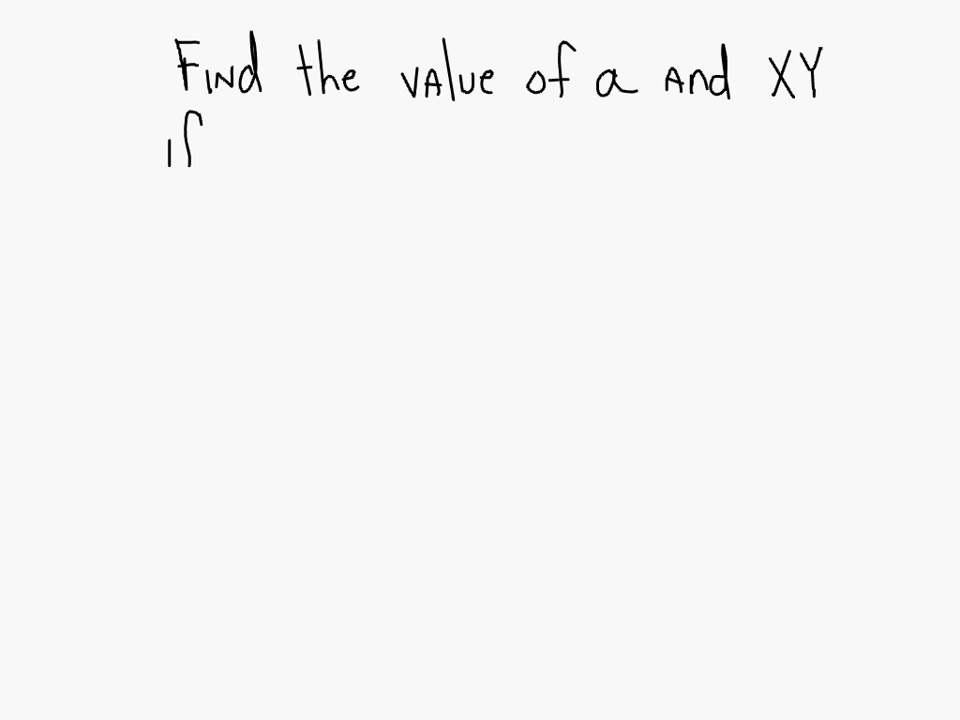 Find the value of a and XY
if